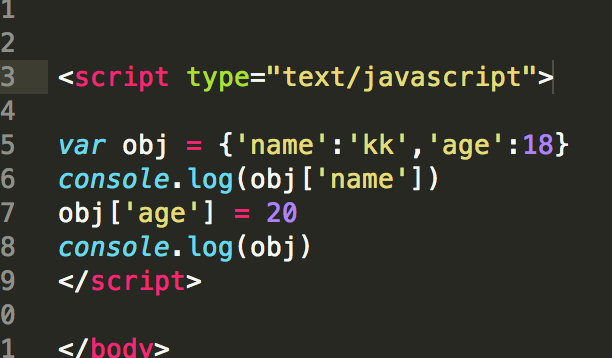 1
2
3 <script type="text/javascript">
4
5 var obj = {'name':'kk','age':18}
6 console.log(obj['name'])
7 obj['age'] = 20
8 console.log(obj)
9 </script>
0
1 </body>